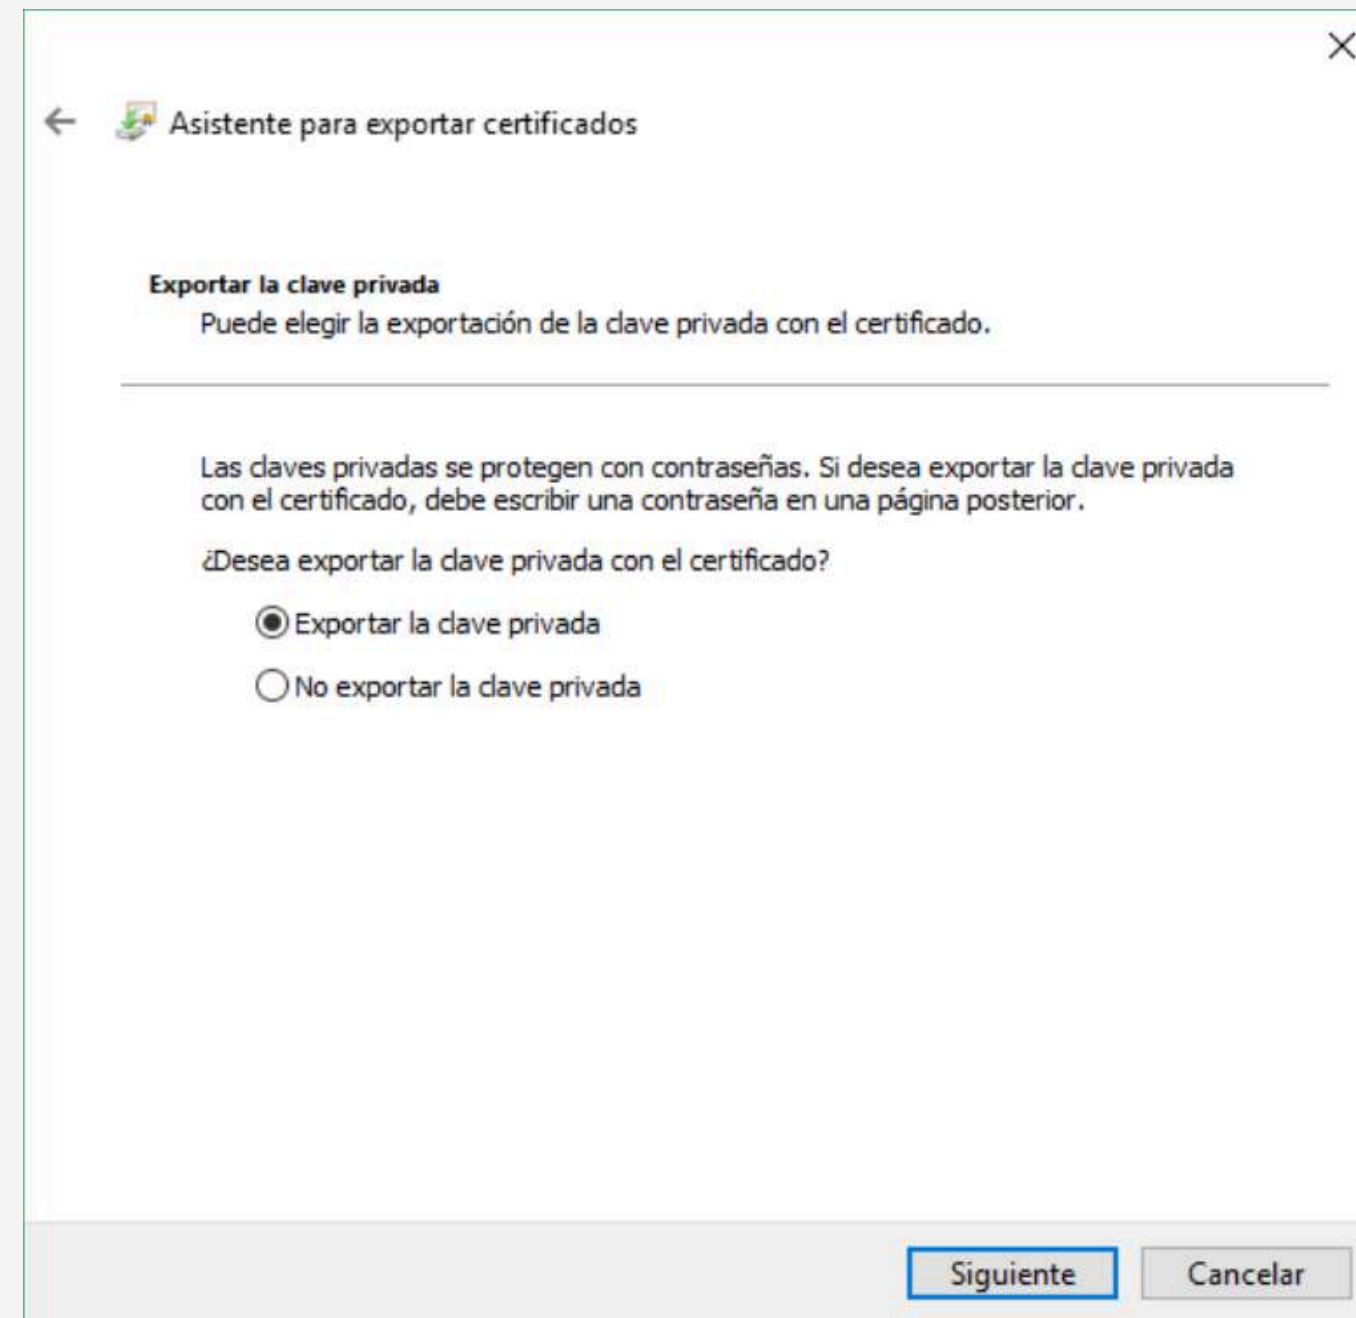 Asistente para exportar certificados
Exportar la clave privada
Puede elegir la exportación de la clave privada con el certificado.
Las claves privadas se protegen con contraseñas. Si desea exportar la clave privada
con el certificado, debe escribir una contraseña en una página posterior.
¿Desea exportar la clave privada con el certificado?
Exportar la clave privada
No exportar la clave privada
Siguiente
Cancelar